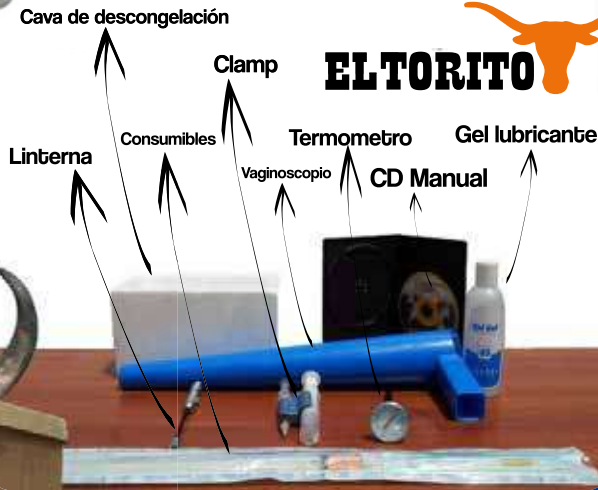 Cava de descongelación
Clamp
ELTORITO
Linterna
Consumibles
Termometro
Gel lubricante
Vaginoscopio
CD Manual